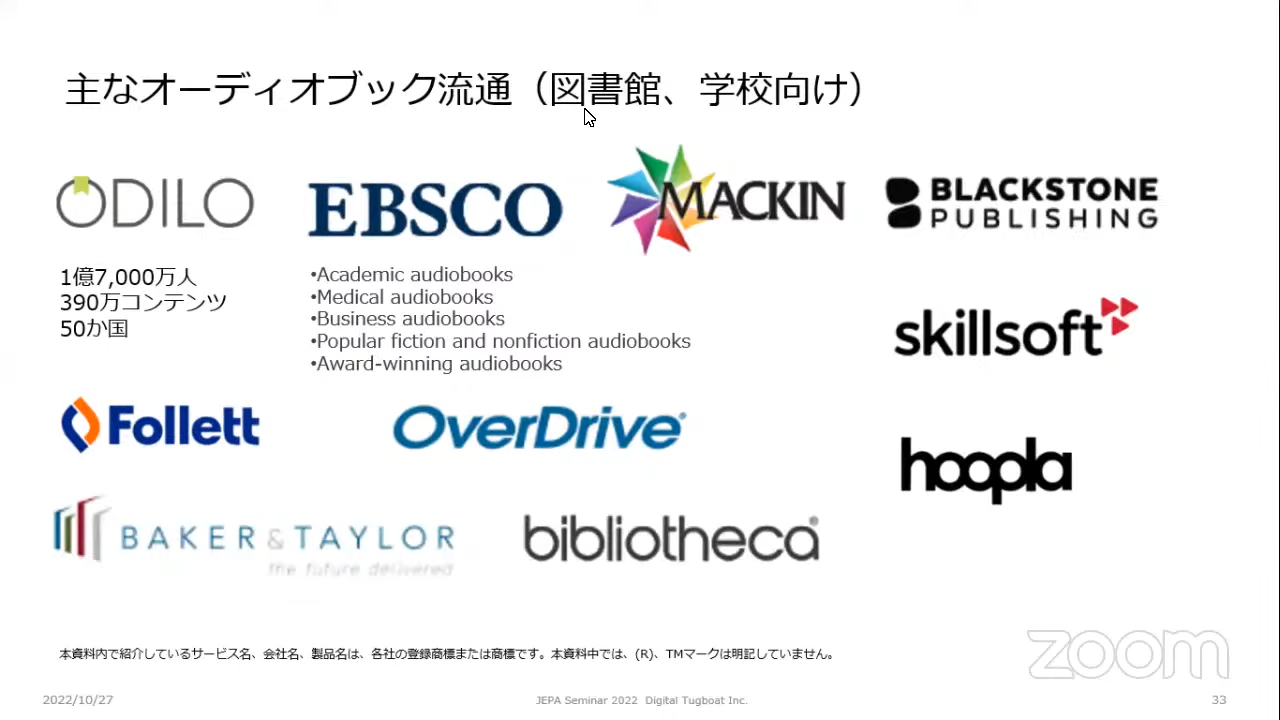 主なオーディオブック流通（図書館、学校向け）
ODILO
EBSCO
MACKIN
BLACKSTONE
PUBLISHING
1億7,000万人
390万コンテンツ
50か国
•Academic audiobooks
•Medical audiobooks
•Business audiobooks
•Popular fiction and nonfiction audiobooks
•Award-winning audiobooks
skillsoft
Follett
OverDrive®
hoopla
BAKER & TAYLOR
the future delivered
bibliotheca®
本資料内で紹介しているサービス名、会社名、製品名は、各社の登録商標または商標です。本資料中では、(R)、TMマークは明記していません。
zoom
2022/10/27
JEPA Seminar 2022 Digital Tugboat Inc.
33